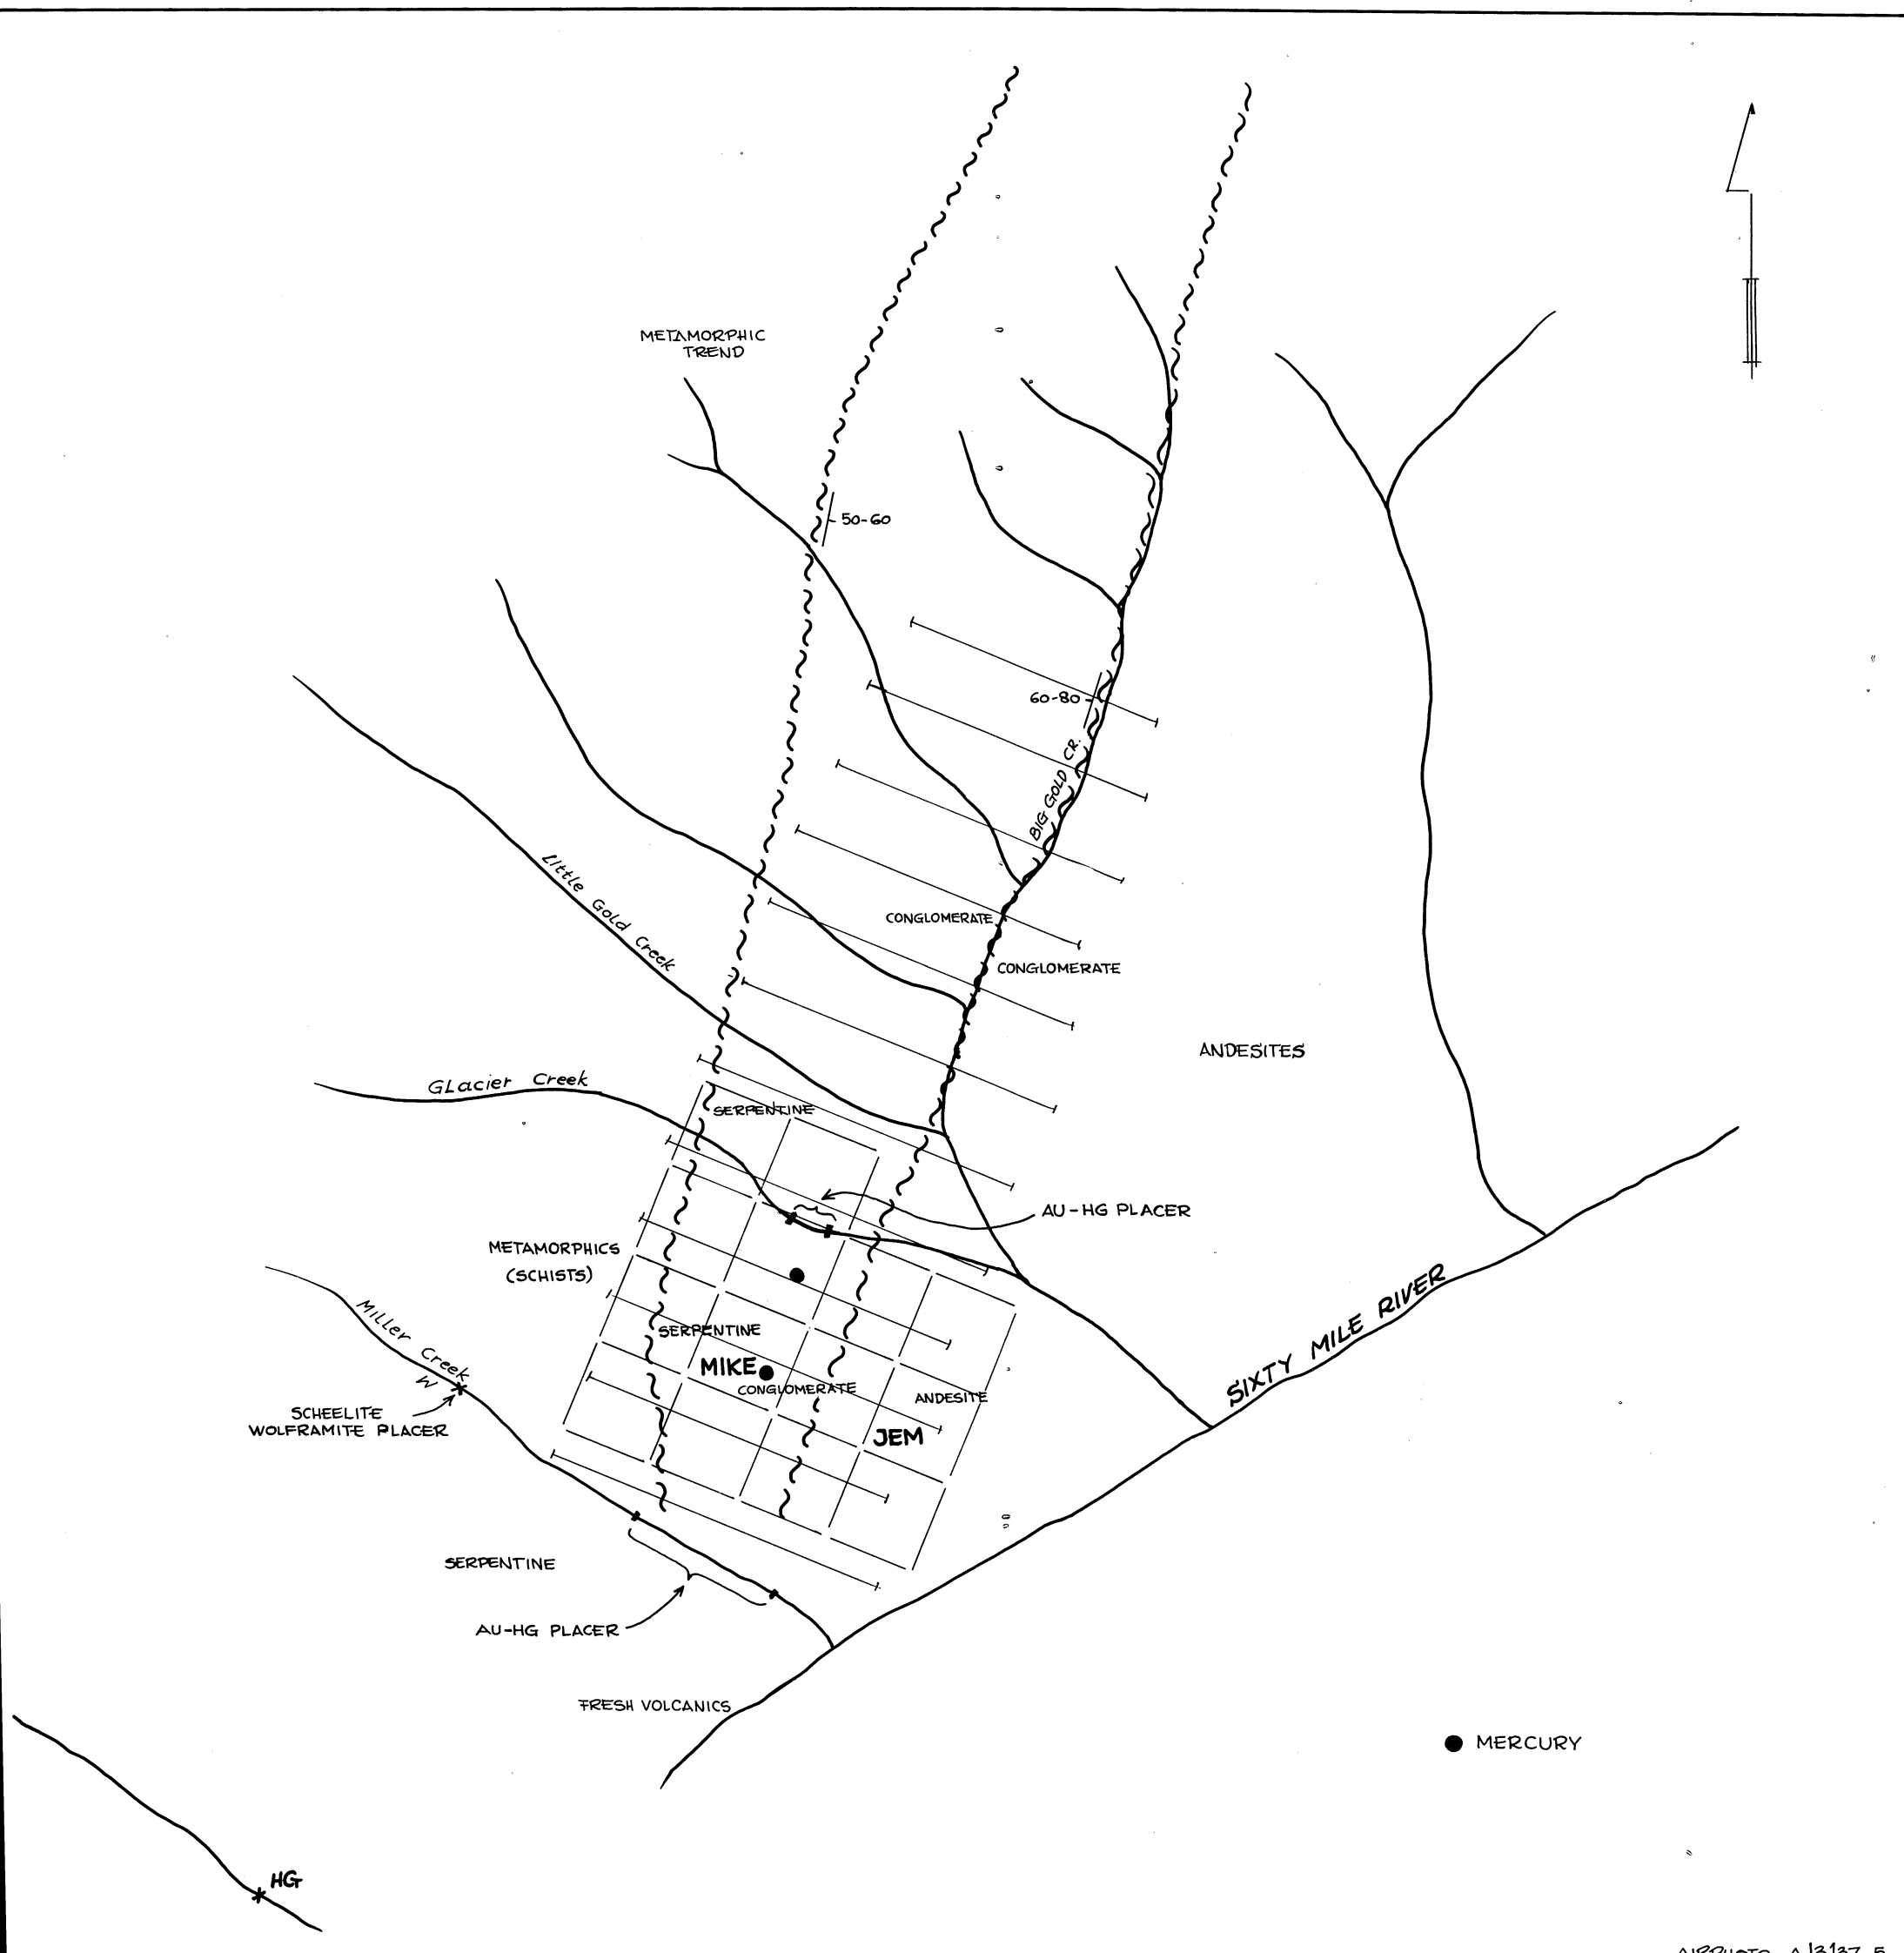 METAMORPHIC
TREND
50-60
60-80
BIG GOLD CR.
Little Gold Creek
CONGLOMERATE
CONGLOMERATE
ANDESITES
GLacier Creek
SERPENTINE
AU-HG PLACER
METAMORPHICS
(SCHISTS)
Miller Creek
W
SERPENTINE
MIKE
CONGLOMERATE
ANDESITE
JEM
SIXTY MILE RIVER
SCHEELITE
WOLFRAMITE PLACER
SERPENTINE
AU-HG PLACER
FRESH VOLCANICS
MERCURY
HG